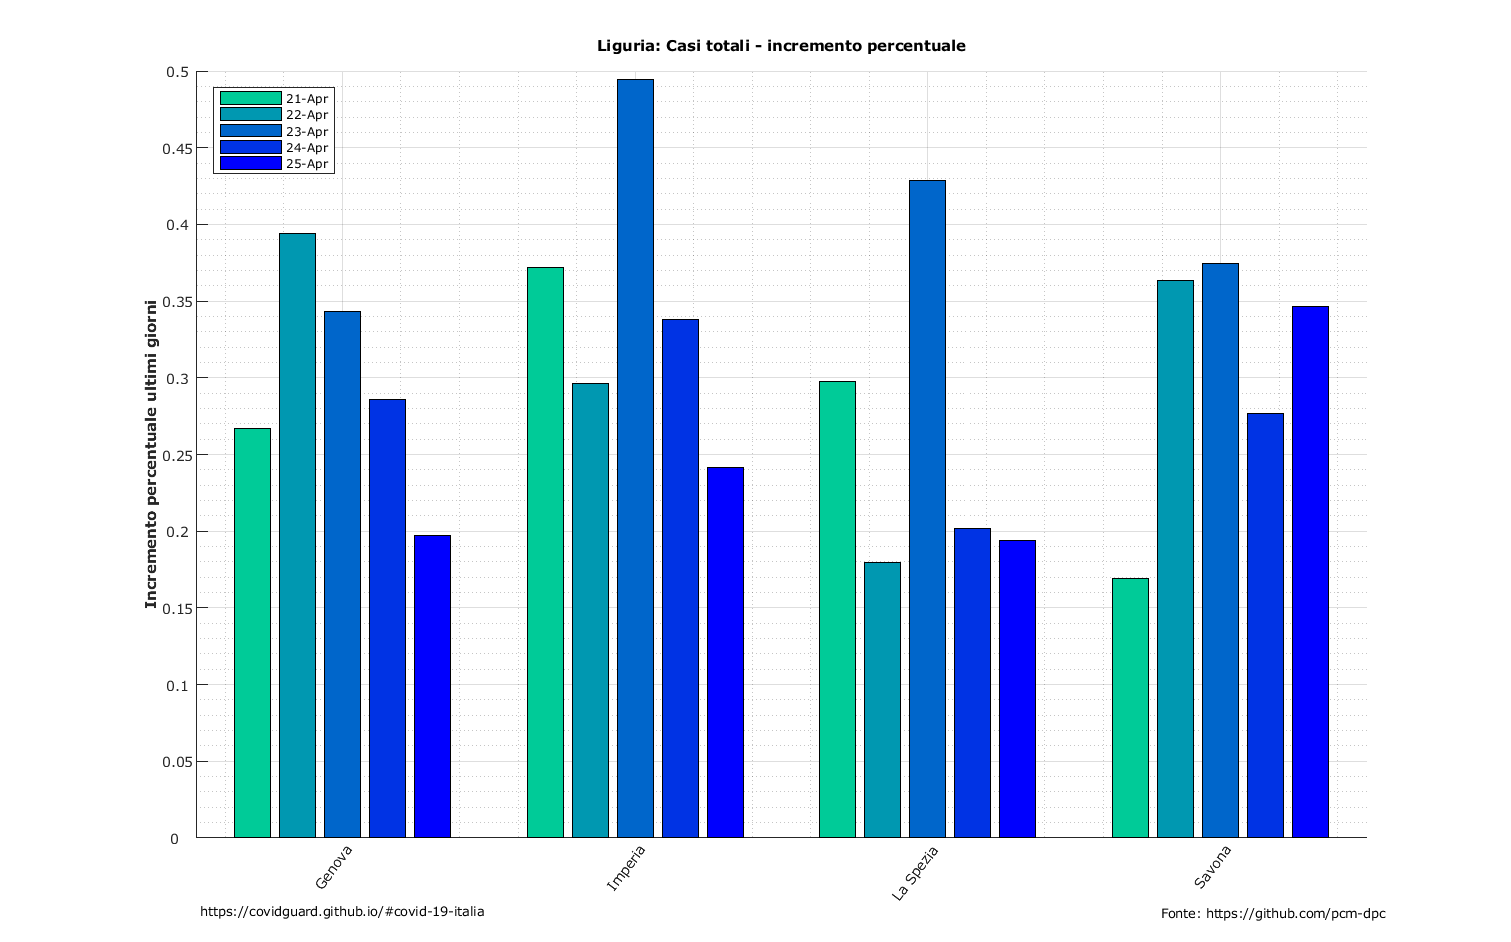 Liguria: Casi totali - incremento percentuale
21-Apr
22-Apr
23-Apr
24-Apr
25-Apr
Incremento percentuale ultimi giorni
0.5
0.45
0.4
0.35
0.3
0.25
0.2
0.15
0.1
0.05
0
Genova
Imperia
La Spezia
Savona
https://covidguard.github.io/#covid-19-italia
Fonte: https://github.com/pcm-dpc